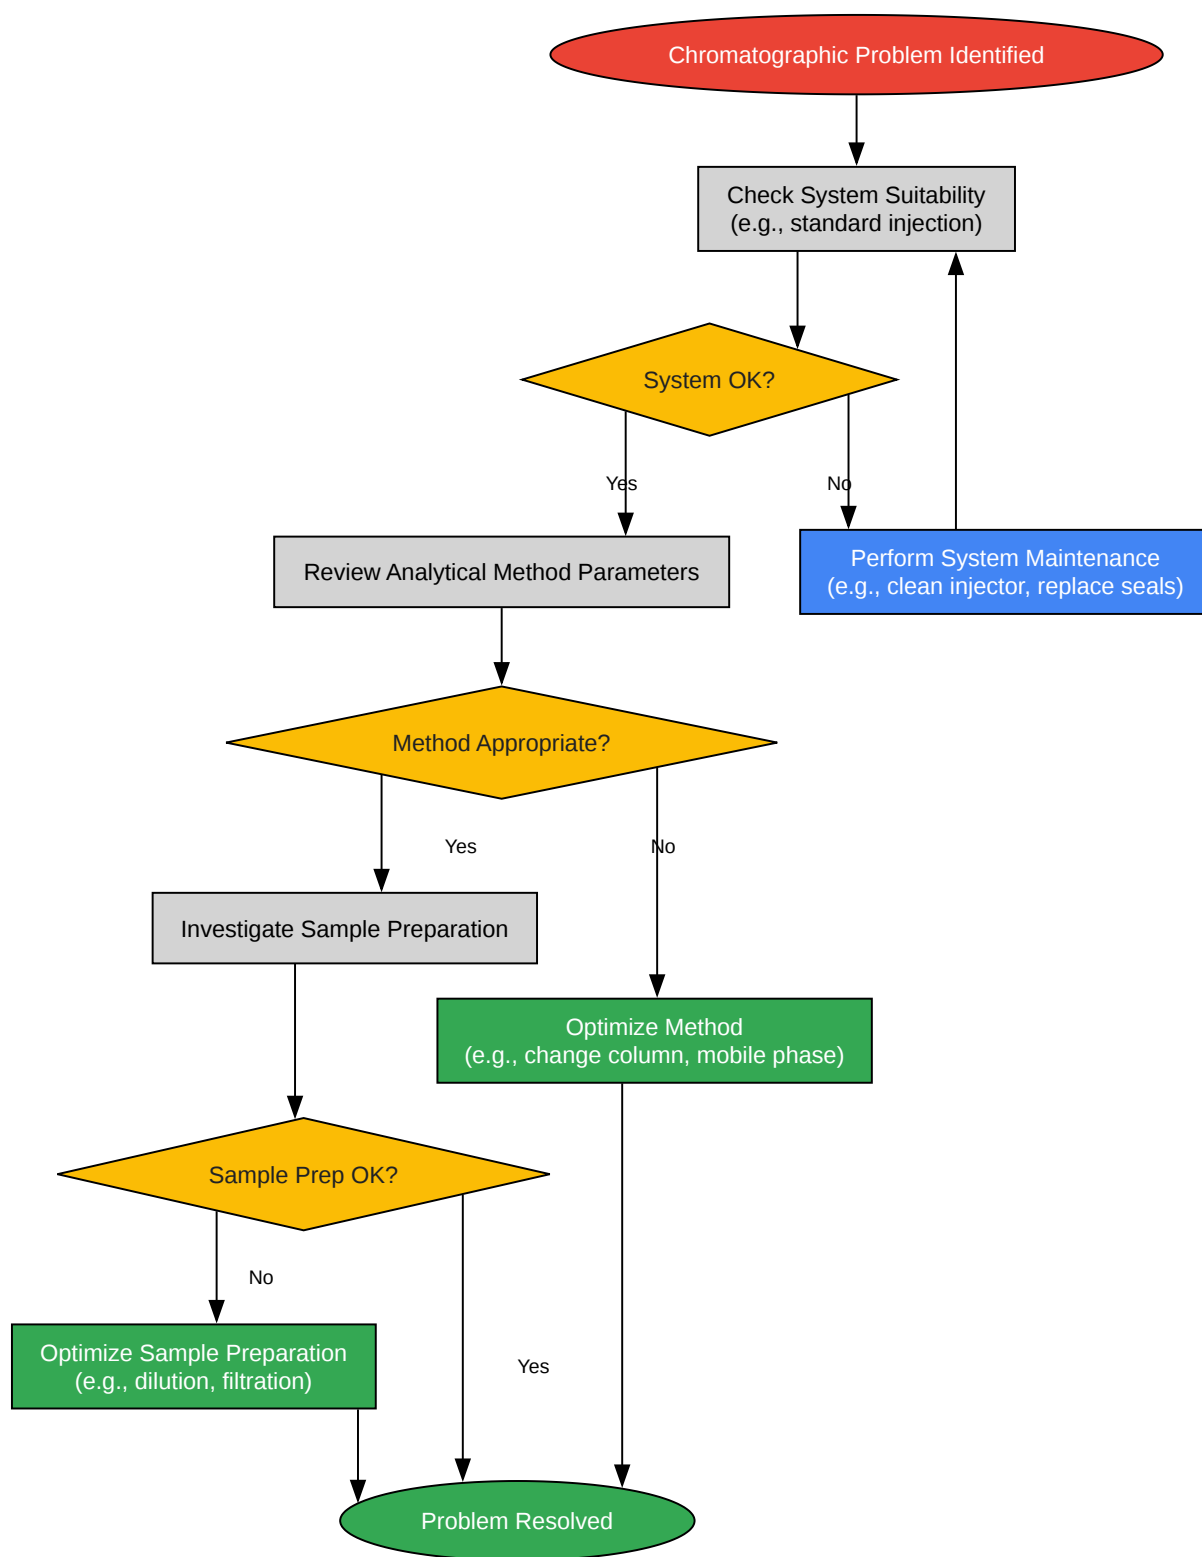 Chromatographic Problem Identified
Check System Suitability
(e.g., standard injection)
System OK?
Yes
No
Perform System Maintenance
(e.g., clean injector, replace seals)
Review Analytical Method Parameters
Method Appropriate?
Yes
No
Investigate Sample Preparation
Optimize Method
(e.g., change column, mobile phase)
Sample Prep OK?
No
Optimize Sample Preparation
(e.g., dilution, filtration)
Yes
Problem Resolved